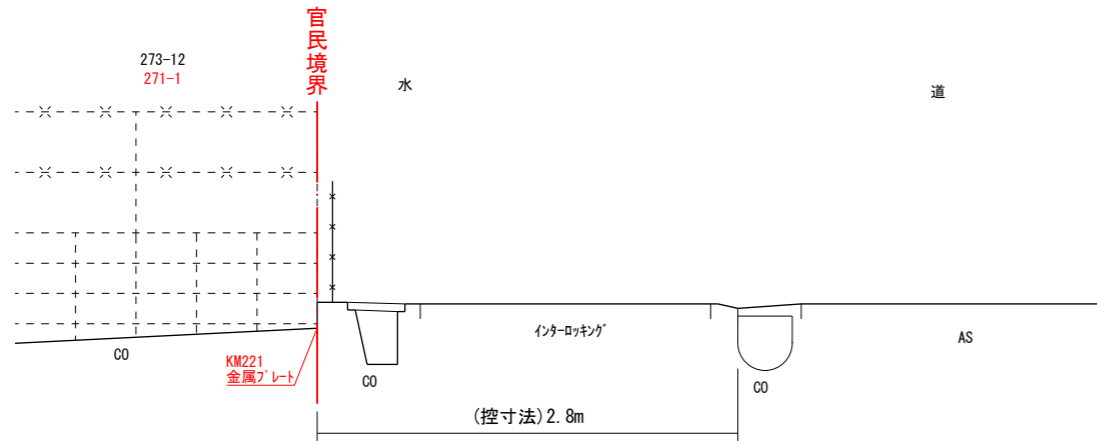 官民境界
273-12
271-1
水
道
インターロッキング
AS
CO
KM221
金属プレート
CO
CO
(控寸法)2.8m